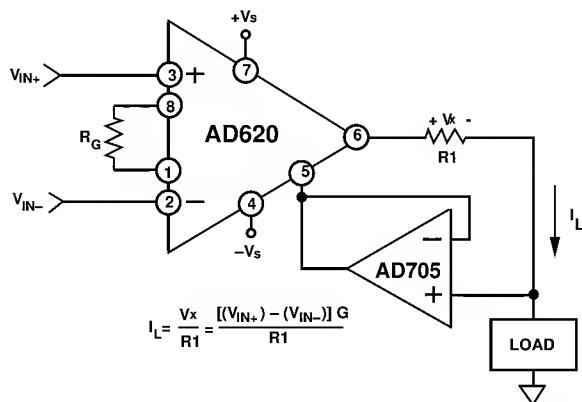 +Vs
VIN+
3
+
7
8
RG
AD620
6
+ Vx -
R1
1
5
VIN–
2
–
4
–Vs
–
AD705
+
IL
IL = Vx / R1 = [(VIN+) – (VIN–)] G / R1
LOAD